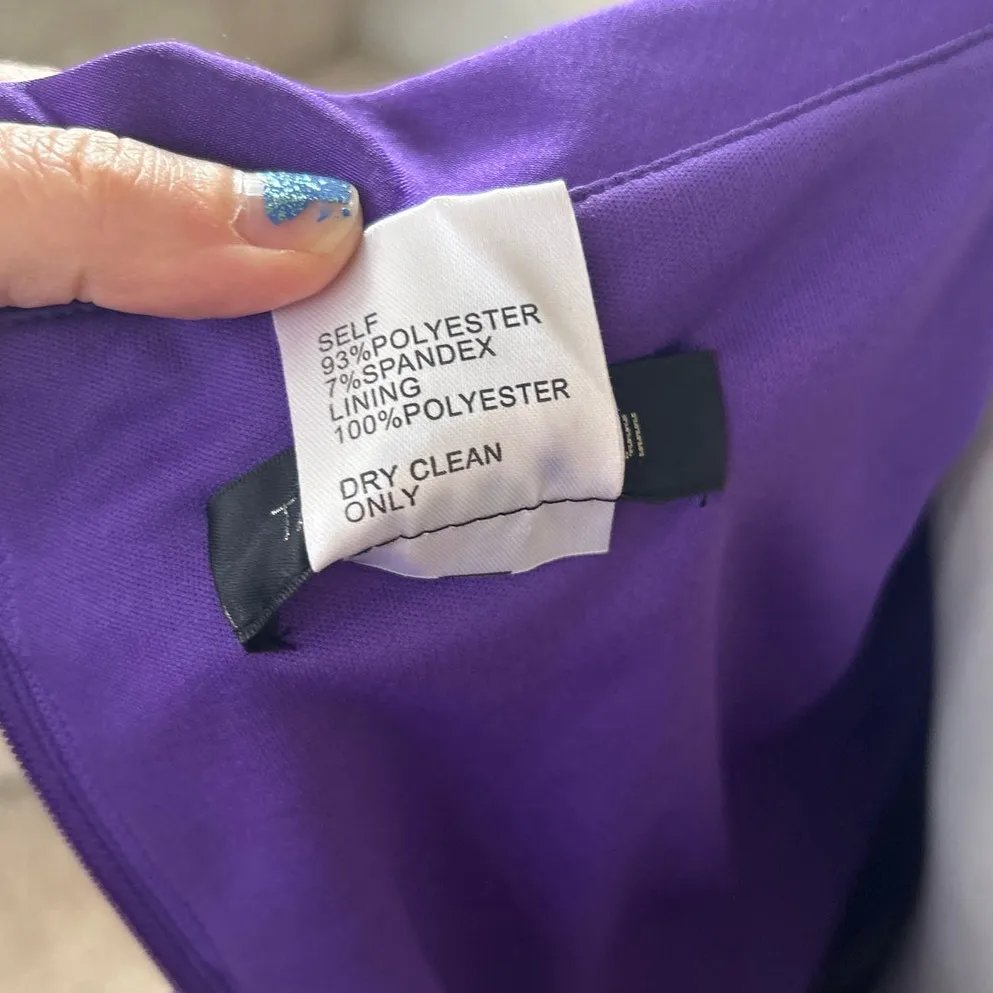 SELF
93%POLYESTER
7%SPANDEX
LINING
100%POLYESTER
DRY CLEAN
ONLY